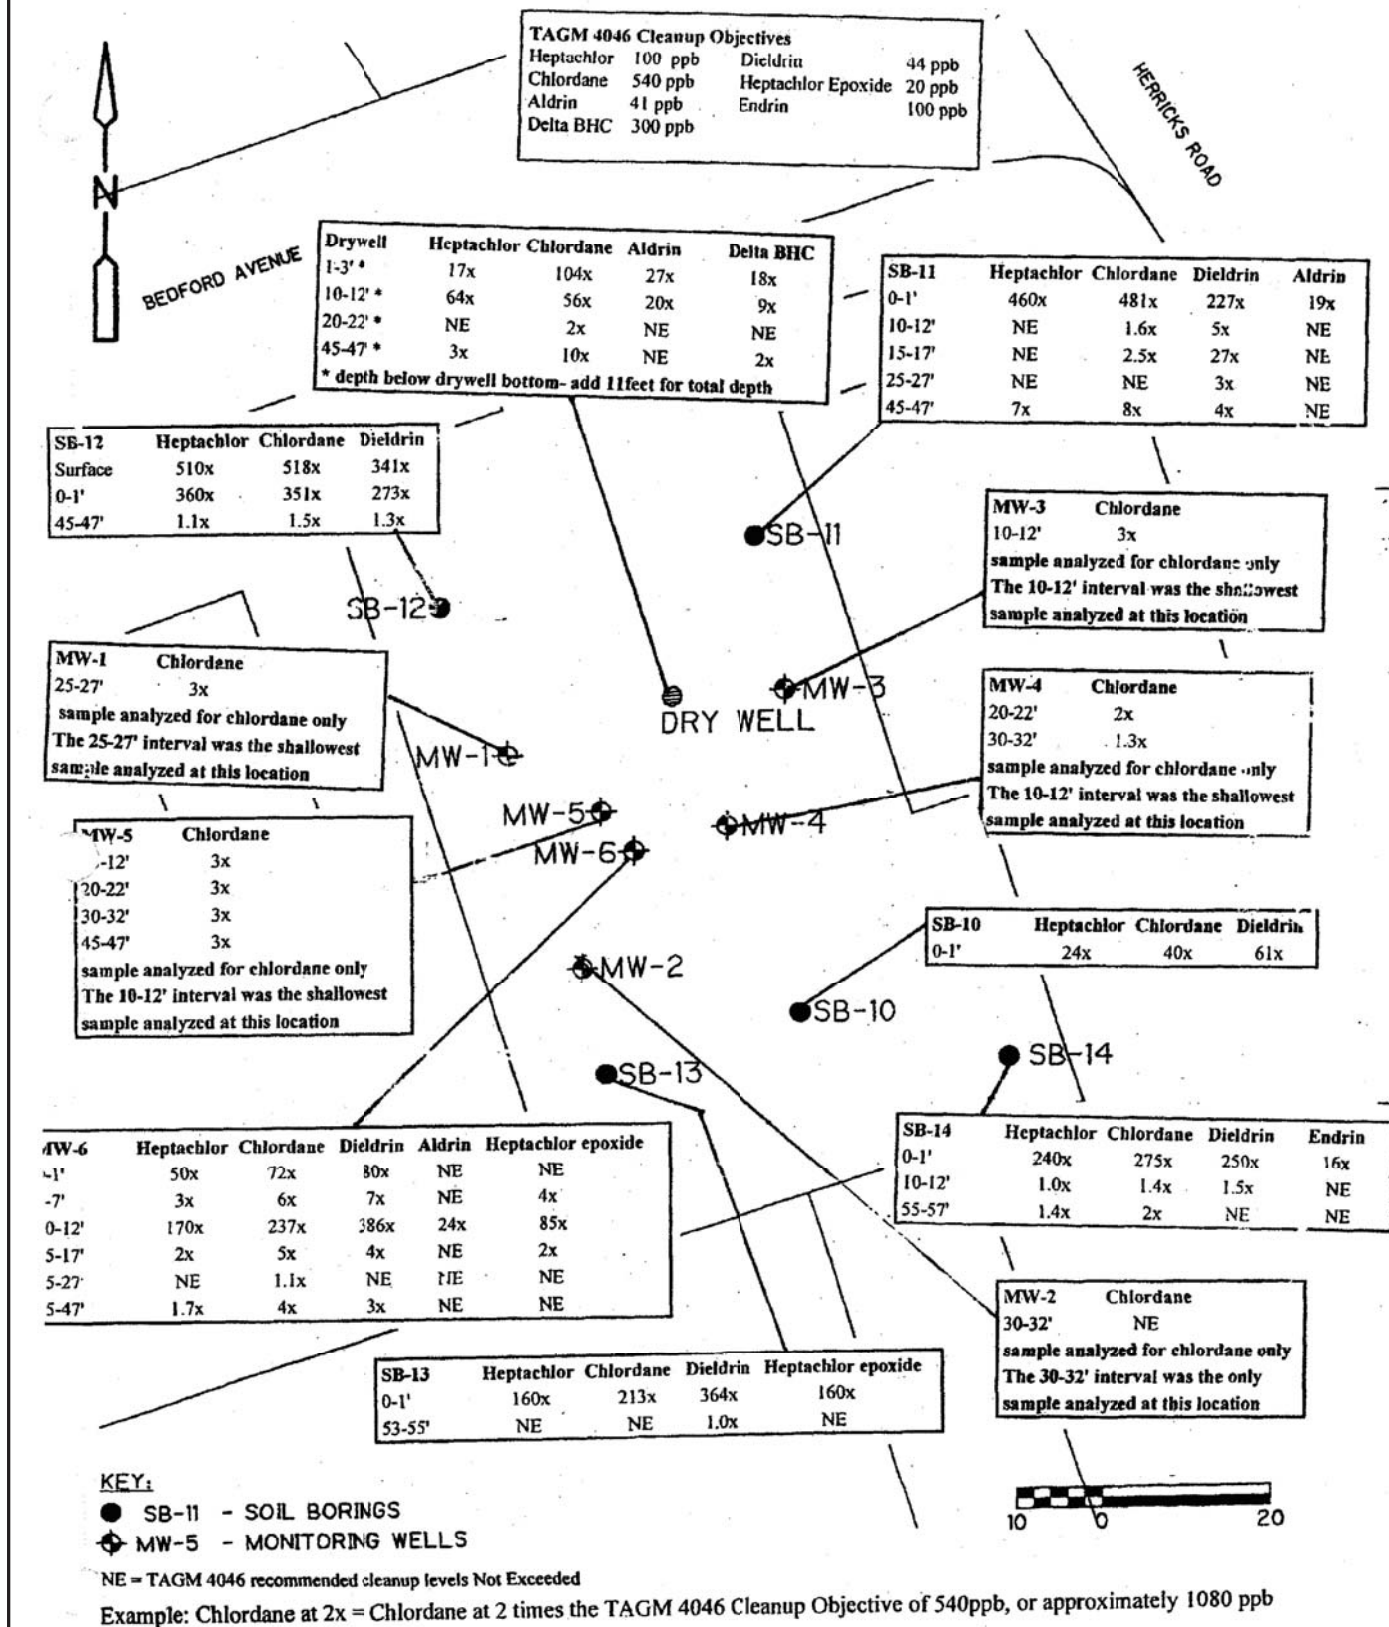 TAGM 4046 Cleanup Objectives
Heptachlor 100 ppb Dieldrin 44 ppb
Chlordane 540 ppb Heptachlor Epoxide 20 ppb
Aldrin 41 ppb Endrin 100 ppb
Delta BHC 300 ppb
HERRICKS ROAD
N
BEDFORD AVENUE
Drywell Heptachlor Chlordane Aldrin Delta BHC
1-3' * 17x 104x 27x 18x
10-12' * 64x 56x 20x 9x
20-22' * NE 2x NE NE
45-47 * 3x 10x NE 2x
* depth below drywell bottom- add 11feet for total depth
SB-11 Heptachlor Chlordane Dieldrin Aldrin
0-1' 460x 481x 227x 19x
10-12' NE 1.6x 5x NE
15-17' NE 2.5x 27x NE
25-27' NE NE 3x NE
45-47' 7x 8x 4x NE
SB-12 Heptachlor Chlordane Dieldrin
Surface 510x 518x 341x
0-1' 360x 351x 273x
45-47' 1.1x 1.5x 1.3x
MW-3 Chlordane
10-12' 3x
sample analyzed for chlordane only
The 10-12' interval was the shallowest
sample analyzed at this location
SB-11
SB-12
MW-1 Chlordane
25-27' 3x
sample analyzed for chlordane only
The 25-27' interval was the shallowest
sample analyzed at this location
MW-3
DRY WELL
MW-1
MW-4 Chlordane
20-22' 2x
30-32' 1.3x
sample analyzed for chlordane only
The 10-12' interval was the shallowest
sample analyzed at this location
MW-5
MW-4
MW-6
MW-5 Chlordane
-12' 3x
20-22' 3x
30-32' 3x
45-47' 3x
sample analyzed for chlordane only
The 10-12' interval was the shallowest
sample analyzed at this location
SB-10 Heptachlor Chlordane Dieldrin
0-1' 24x 40x 61x
MW-2
SB-10
SB-14
SB-13
MW-6 Heptachlor Chlordane Dieldrin Aldrin Heptachlor epoxide
-1' 50x 72x 80x NE NE
-7' 3x 6x 7x NE 4x
0-12' 170x 237x 386x 24x 85x
5-17' 2x 5x 4x NE 2x
5-27' NE 1.1x NE NE NE
5-47' 1.7x 4x 3x NE NE
SB-14 Heptachlor Chlordane Dieldrin Endrin
0-1' 240x 275x 250x 16x
10-12' 1.0x 1.4x 1.5x NE
55-57' 1.4x 2x NE NE
MW-2 Chlordane
30-32' NE
sample analyzed for chlordane only
The 30-32' interval was the only
sample analyzed at this location
SB-13 Heptachlor Chlordane Dieldrin Heptachlor epoxide
0-1' 160x 213x 364x 160x
53-55' NE NE 1.0x NE
KEY:
SB-11 - SOIL BORINGS
MW-5 - MONITORING WELLS
10 0 20
NE = TAGM 4046 recommended cleanup levels Not Exceeded
Example: Chlordane at 2x = Chlordane at 2 times the TAGM 4046 Cleanup Objective of 540ppb, or approximately 1080 ppb